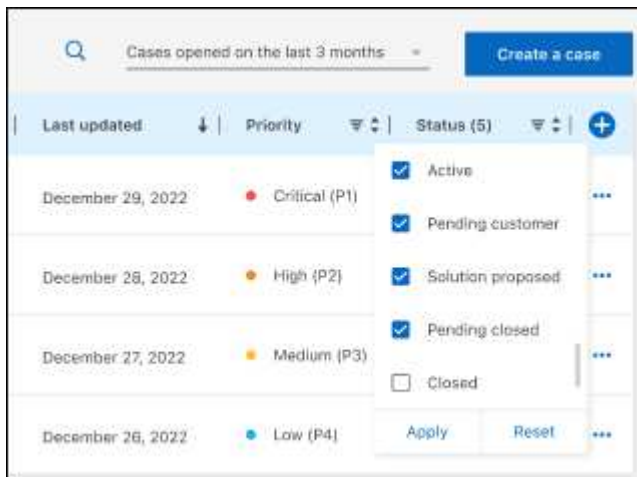 Cases opened on the last 3 months
Create a case
Last updated
Priority
Status (5)
Active
December 29, 2022
Critical (P1)
Pending customer
December 28, 2022
High (P2)
Solution proposed
Pending closed
December 27, 2022
Medium (P3)
Closed
December 26, 2022
Low (P4)
Apply
Reset